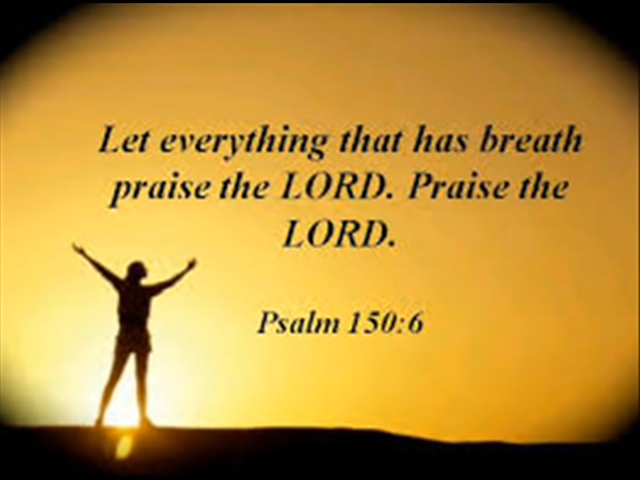 Let everything that has breath
praise the LORD. Praise the
LORD.
Psalm 150:6